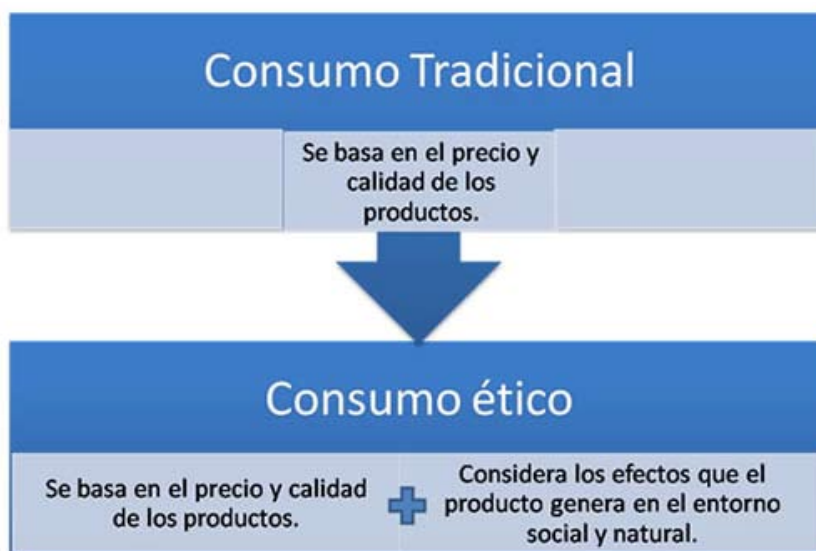 Consumo Tradicional
Se basa en el precio y
calidad de los
productos.
Consumo ético
Se basa en el precio y calidad
de los productos.
Considera los efectos que el
producto genera en el entorno
social y natural.